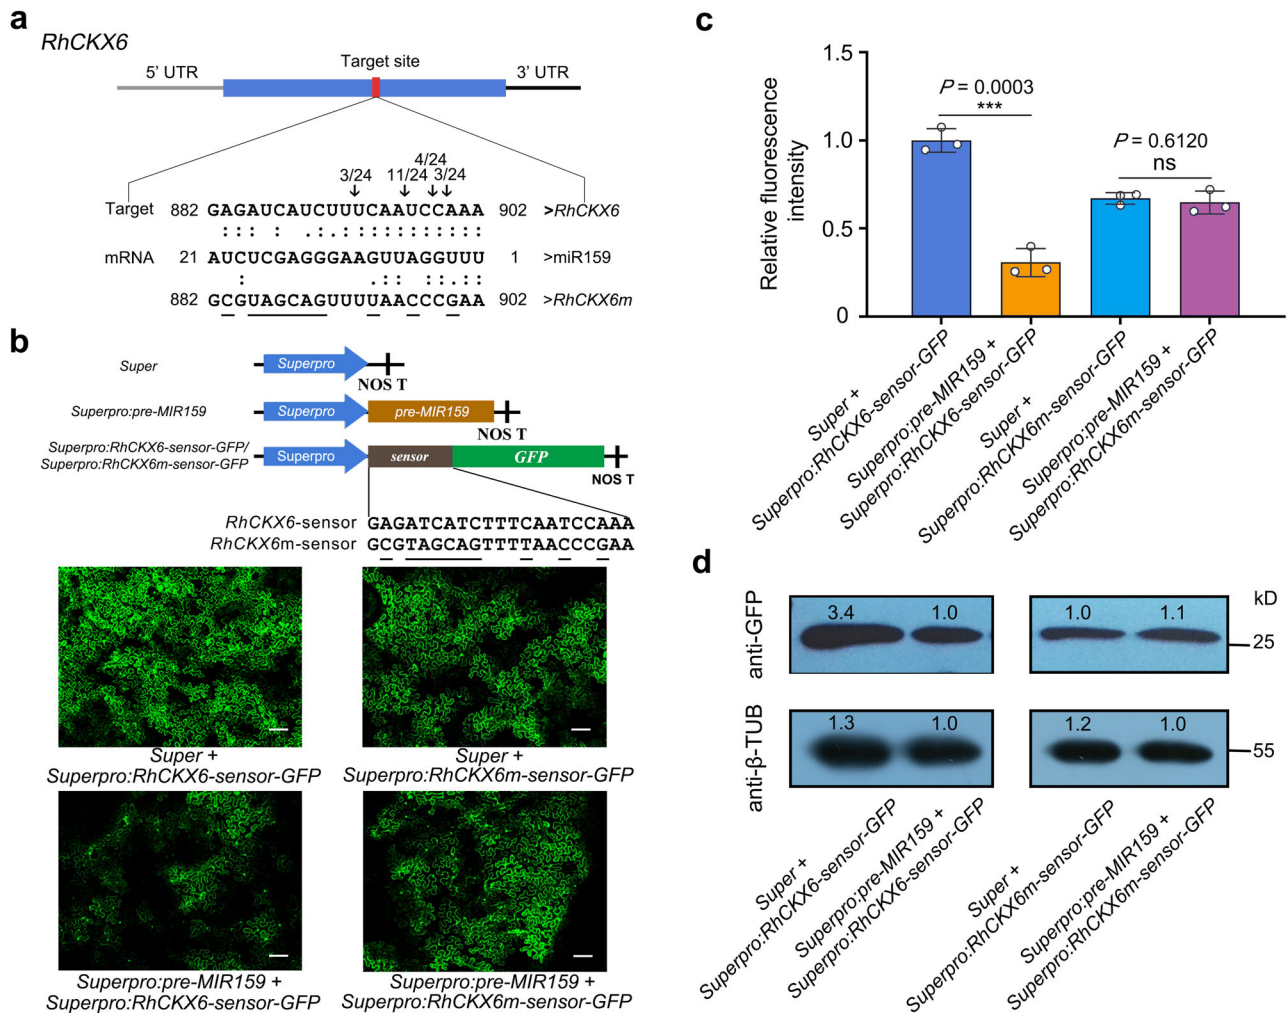 a
RhCKX6
5' UTR
Target site
3' UTR
4/24
3/24 11/24 3/24
Target 882 GAGAUCAUCUUUCAAUCCAAA 902 >RhCKX6
mRNA 21 AUCUCGAGGGAAGUUAGGUUU 1 >miR159
882 GCGUAGCAGUUUUAACCCGAA 902 >RhCKX6m
b
Super
Superpro
NOS T
Superpro:pre-MIR159
Superpro
pre-MIR159
NOS T
Superpro:RhCKX6-sensor-GFP/
Superpro:RhCKX6m-sensor-GFP
Superpro
sensor
GFP
NOS T
RhCKX6-sensor GAGATCATCTTTCAATCCAAA
RhCKX6m-sensor GCGTAGCAGTTTTAACCCGAA
Super +
Superpro:RhCKX6-sensor-GFP
Super +
Superpro:RhCKX6m-sensor-GFP
Superpro:pre-MIR159 +
Superpro:RhCKX6-sensor-GFP
Superpro:pre-MIR159 +
Superpro:RhCKX6m-sensor-GFP
c
Relative fluorescence
intensity
1.5
1.0
0.5
0
P = 0.0003
***
P = 0.6120
ns
Super +
Superpro:RhCKX6-sensor-GFP
Superpro:pre-MIR159 +
Superpro:RhCKX6-sensor-GFP
Super +
Superpro:RhCKX6m-sensor-GFP
Superpro:pre-MIR159 +
Superpro:RhCKX6m-sensor-GFP
d
anti-GFP
3.4 1.0 1.0 1.1
kD
25
anti-β-TUB
1.3 1.0 1.2 1.0
55
Super +
Superpro:RhCKX6-sensor-GFP
Superpro:pre-MIR159 +
Superpro:RhCKX6-sensor-GFP
Super +
Superpro:RhCKX6m-sensor-GFP
Superpro:pre-MIR159 +
Superpro:RhCKX6m-sensor-GFP